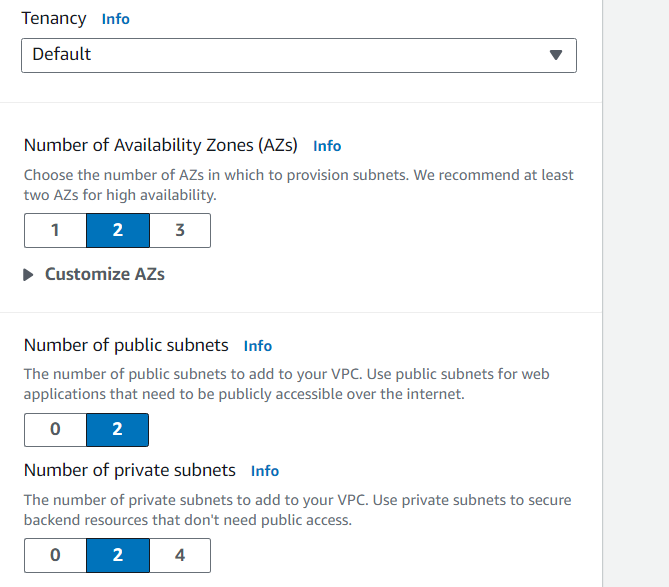 Tenancy Info
Default
Number of Availability Zones (AZs) Info
Choose the number of AZs in which to provision subnets. We recommend at least
two AZs for high availability.
1 2 3
Customize AZs
Number of public subnets Info
The number of public subnets to add to your VPC. Use public subnets for web
applications that need to be publicly accessible over the internet.
0 2
Number of private subnets Info
The number of private subnets to add to your VPC. Use private subnets to secure
backend resources that don't need public access.
0 2 4